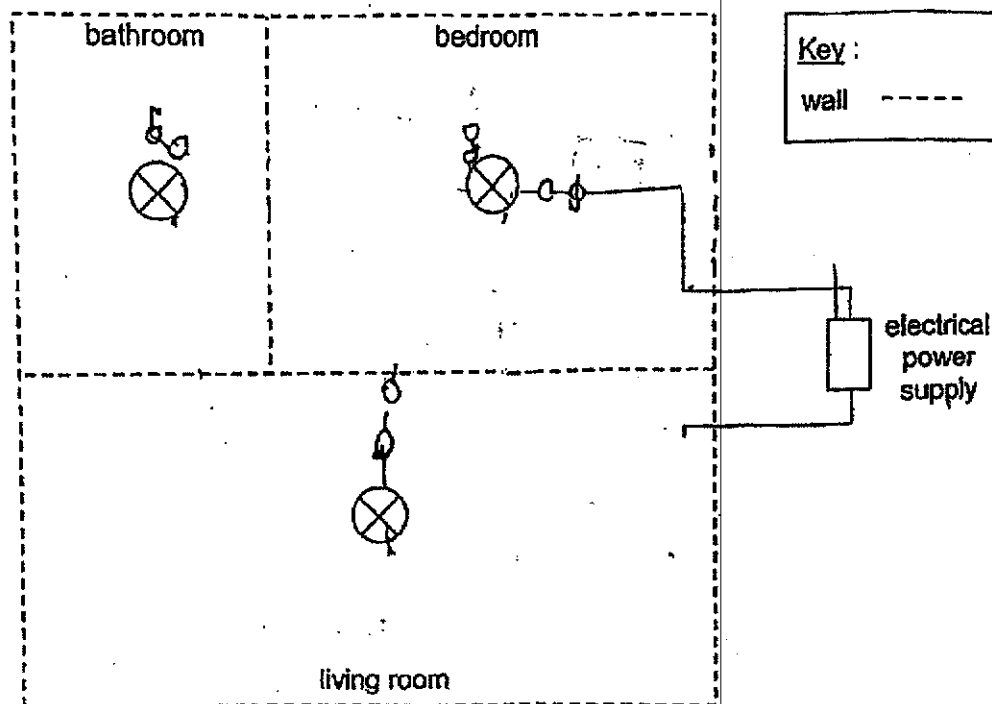 bathroom
bedroom
Key :
wall
electrical
power
supply
living room